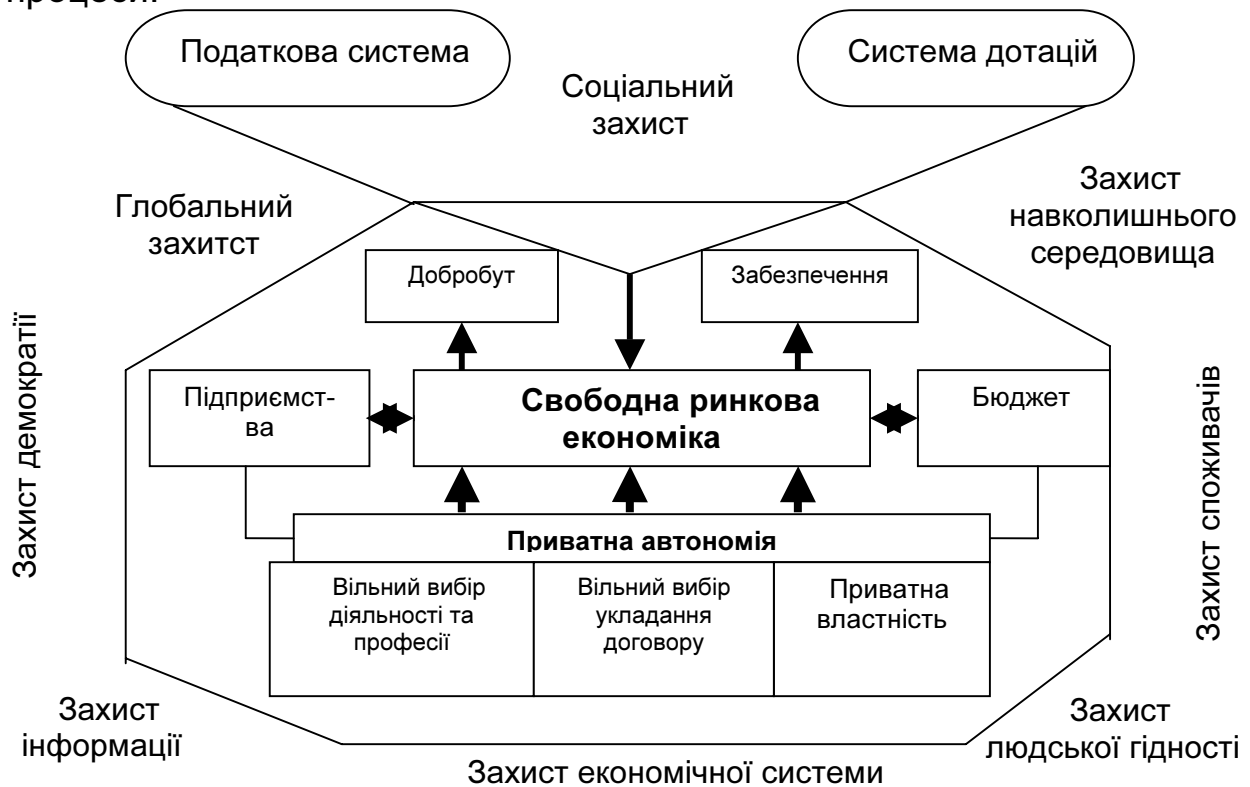 процеси.
Податкова система
Система дотацій
Соціальний
захист
Глобальний
захитст
Захист
навколишнього
середовища
Добробут
Забезпечення
Захист демократії
Підприємст-
ва
Свободна ринкова
економіка
Бюджет
Захист споживачів
Приватна автономія
Вільний вибір
діяльності та
професії
Вільний вибір
укладання
договору
Приватна
властність
Захист
інформації
Захист
людської гідності
Захист економічної системи